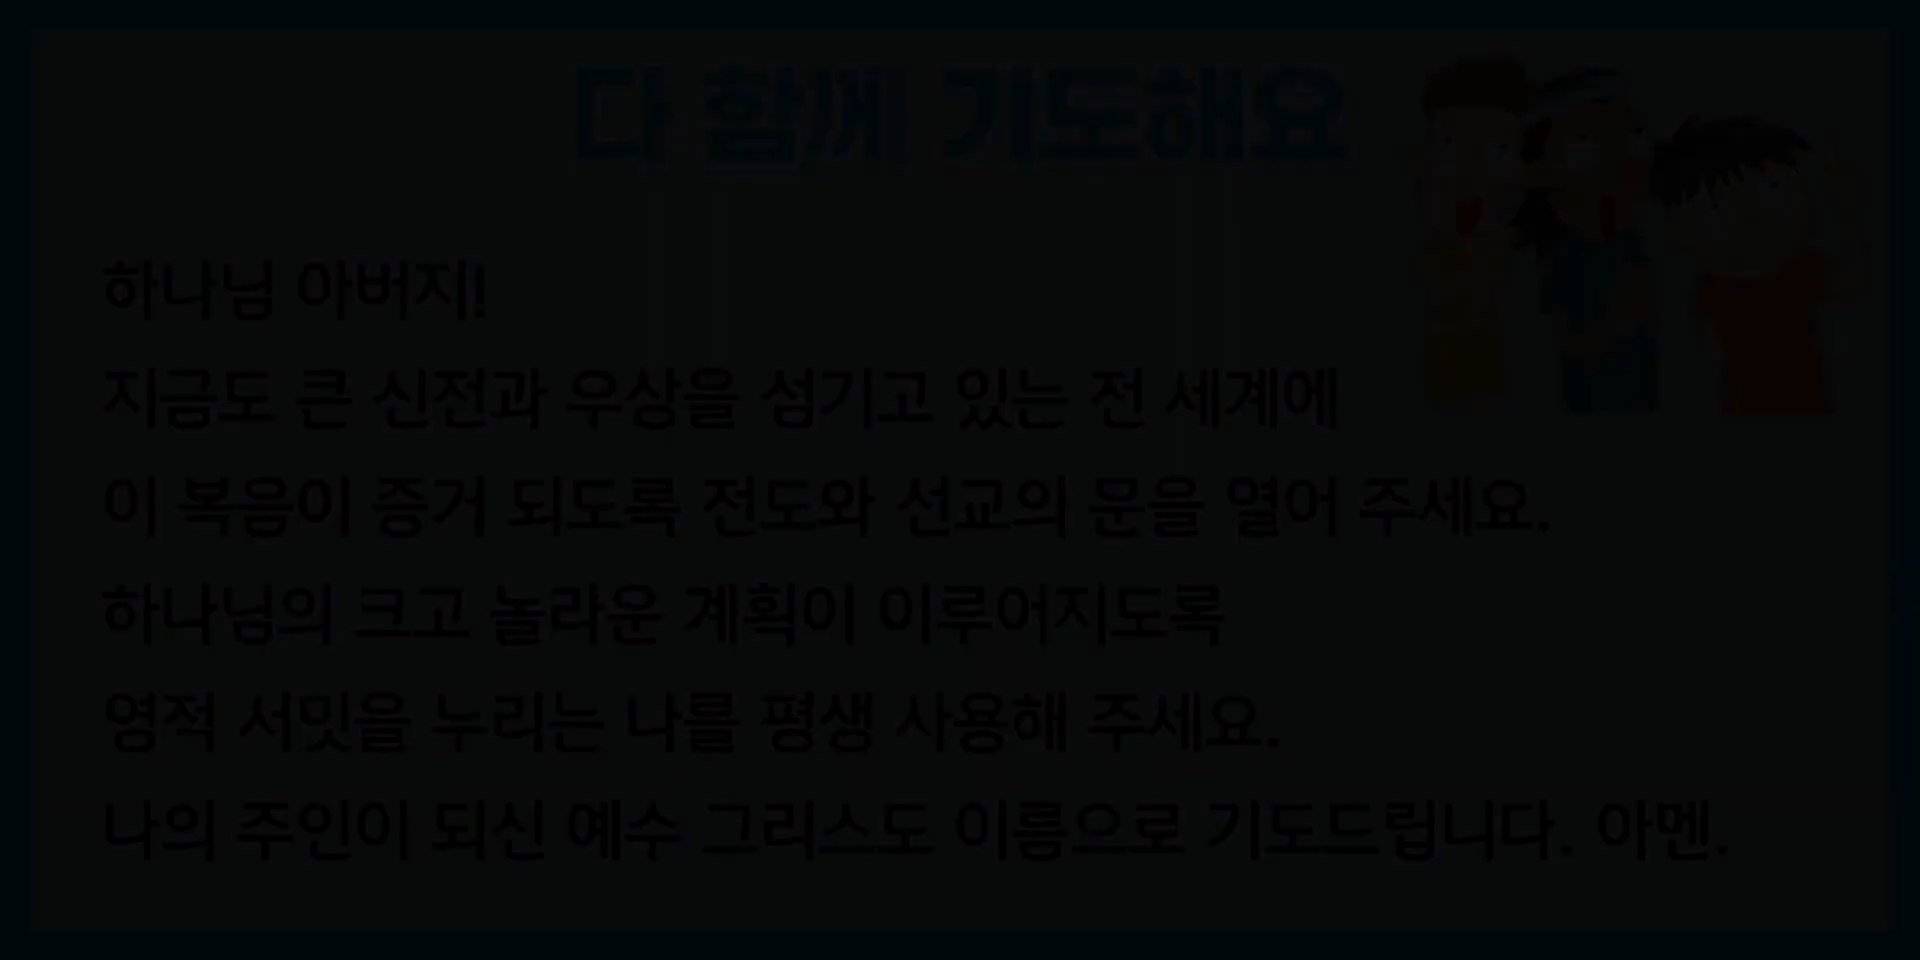 다 함께 기도해요
하나님 아버지!
지금도 큰 신전과 우상을 섬기고 있는 전 세계에
이 복음이 증거 되도록 전도와 선교의 문을 열어 주세요.
하나님의 크고 놀라운 계획이 이루어지도록
영적 서밋을 누리는 나를 평생 사용해 주세요.
나의 주인이 되신 예수 그리스도 이름으로 기도드립니다. 아멘.